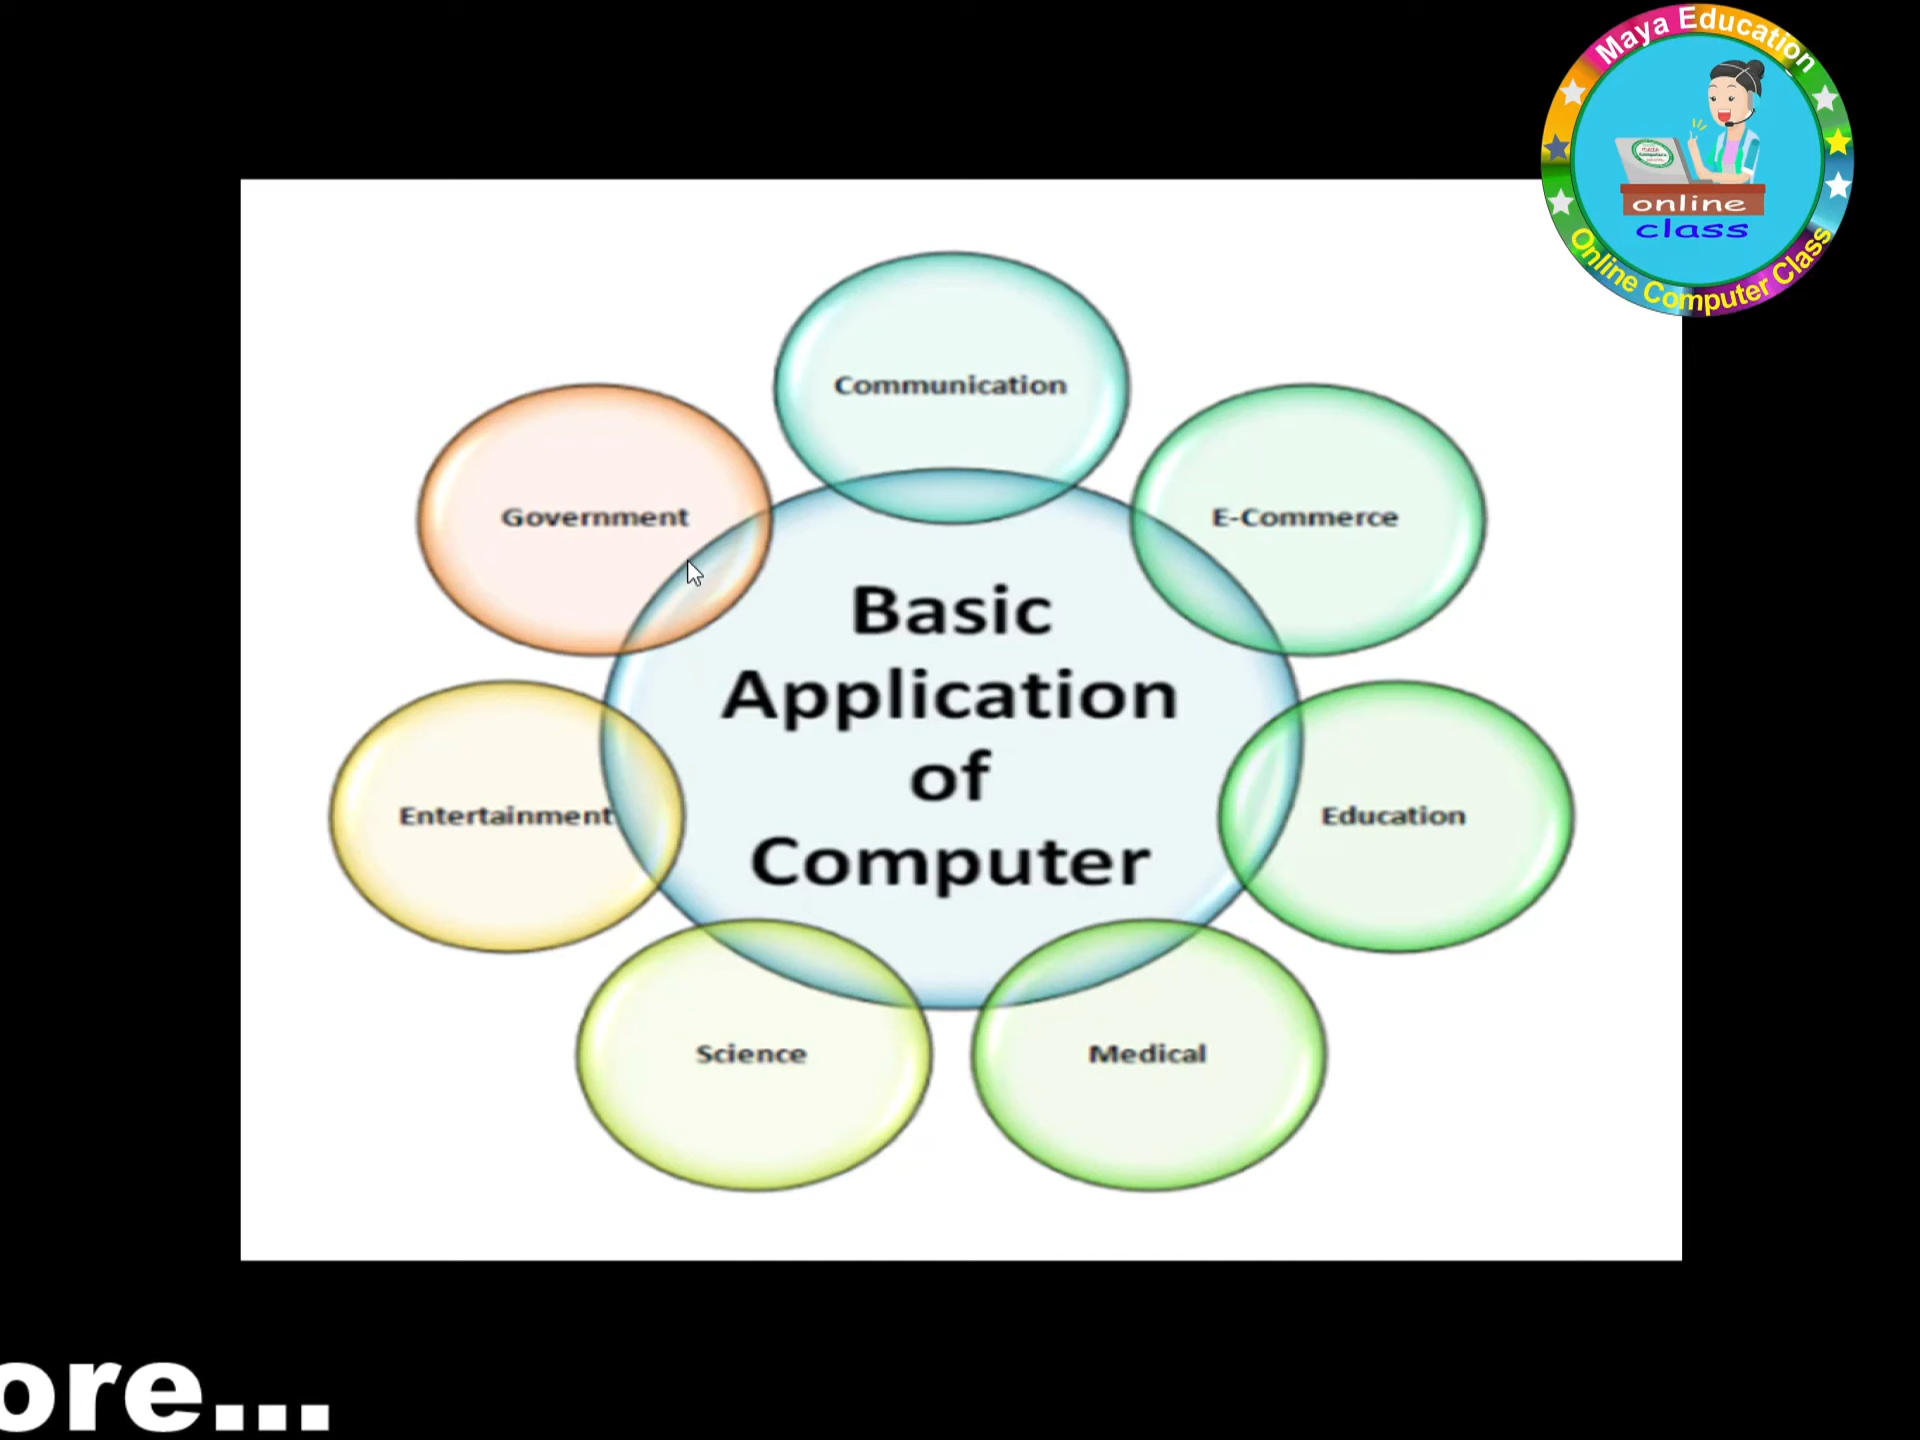 Maya Education
online
class
Online Computer Class
Communication
Government
E-Commerce
Basic
Application
of
Computer
Entertainment
Education
Science
Medical
ore...